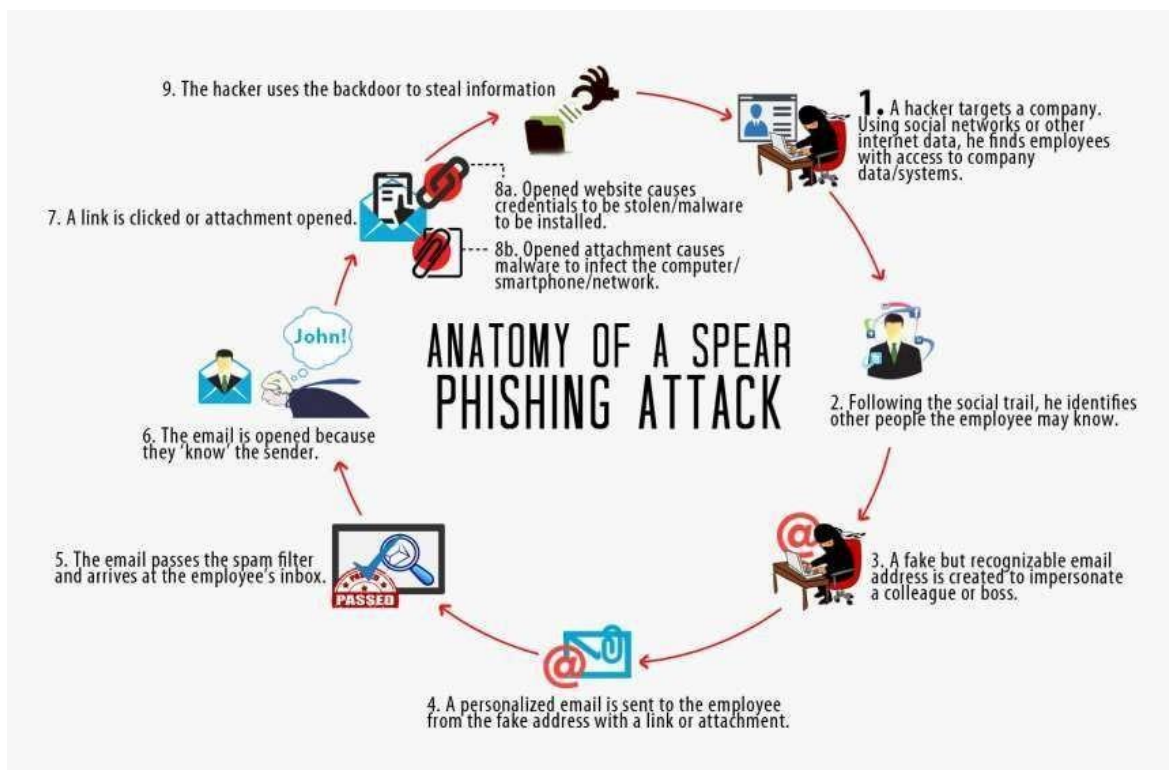 9. The hacker uses the backdoor to steal information
1. A hacker targets a company.
Using social networks or other
internet data, he finds employees
with access to company
data/systems.
8a. Opened website causes
credentials to be stolen/malware
to be installed.
7. A link is clicked or attachment opened.
8b. Opened attachment causes
malware to infect the computer/
smartphone/network.
John!
ANATOMY OF A SPEAR
PHISHING ATTACK
2. Following the social trail, he identifies
other people the employee may know.
6. The email is opened because
they 'know' the sender.
@
3. A fake but recognizable email
address is created to impersonate
a colleague or boss.
5. The email passes the spam filter
and arrives at the employee's inbox.
PASSED
@
4. A personalized email is sent to the employee
from the fake address with a link or attachment.